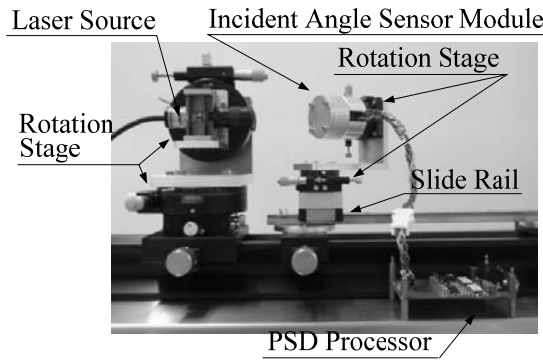 Laser Source
Incident Angle Sensor Module
Rotation Stage
Rotation
Stage
Slide Rail
PSD Processor